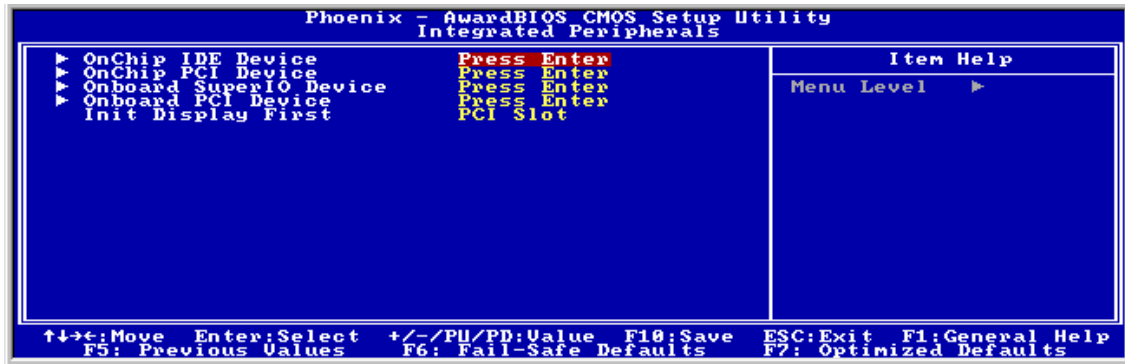 Phoenix - AwardBIOS CMOS Setup Utility
Integrated Peripherals
► OnChip IDE Device Press Enter
► OnChip PCI Device Press Enter
► Onboard SuperIO Device Press Enter
► Onboard PCI Device Press Enter
Init Display First PCI Slot
Item Help
Menu Level ►
↑↓→←:Move Enter:Select +/-/PU/PD:Value F10:Save ESC:Exit F1:General Help
F5: Previous Values F6: Fail-Safe Defaults F7: Optimized Defaults